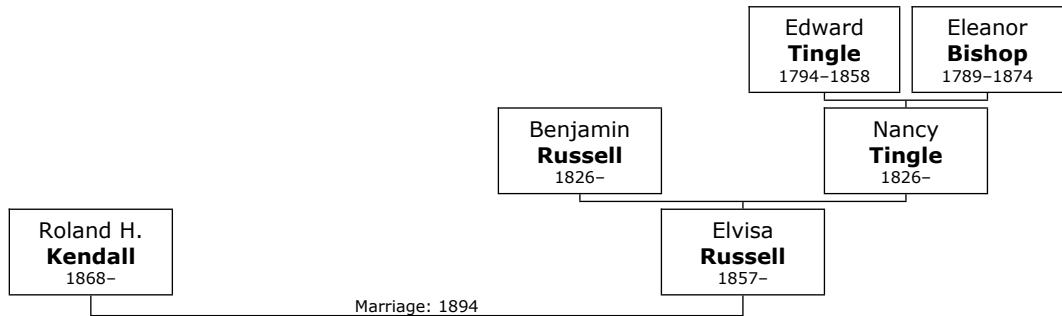 Edward
Tingle
1794–1858
Eleanor
Bishop
1789–1874
Benjamin
Russell
1826–
Nancy
Tingle
1826–
Roland H.
Kendall
1868–
Elvisa
Russell
1857–
Marriage: 1894